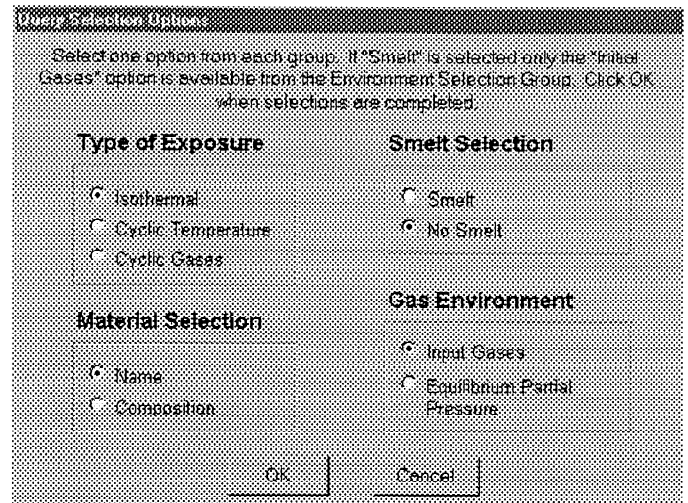 Query Selection Options
Select one option from each group. If "Smelt" is selected only the "Initial
Gases" option is available from the Environment Selection Group. Click OK
when selections are completed.
Type of Exposure
Isothermal
Cyclic Temperature
Cyclic Gases
Smelt Selection
Smelt
No Smelt
Material Selection
Name
Composition
Gas Environment
Input Gases
Equilibrium Partial
Pressure
OK
Cancel